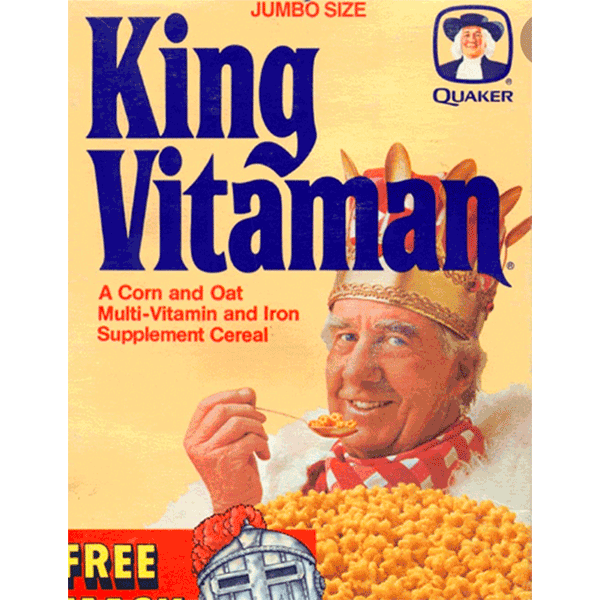 JUMBO SIZE
QUAKER®
King
Vitaman®
A Corn and Oat
Multi-Vitamin and Iron
Supplement Cereal
FREE